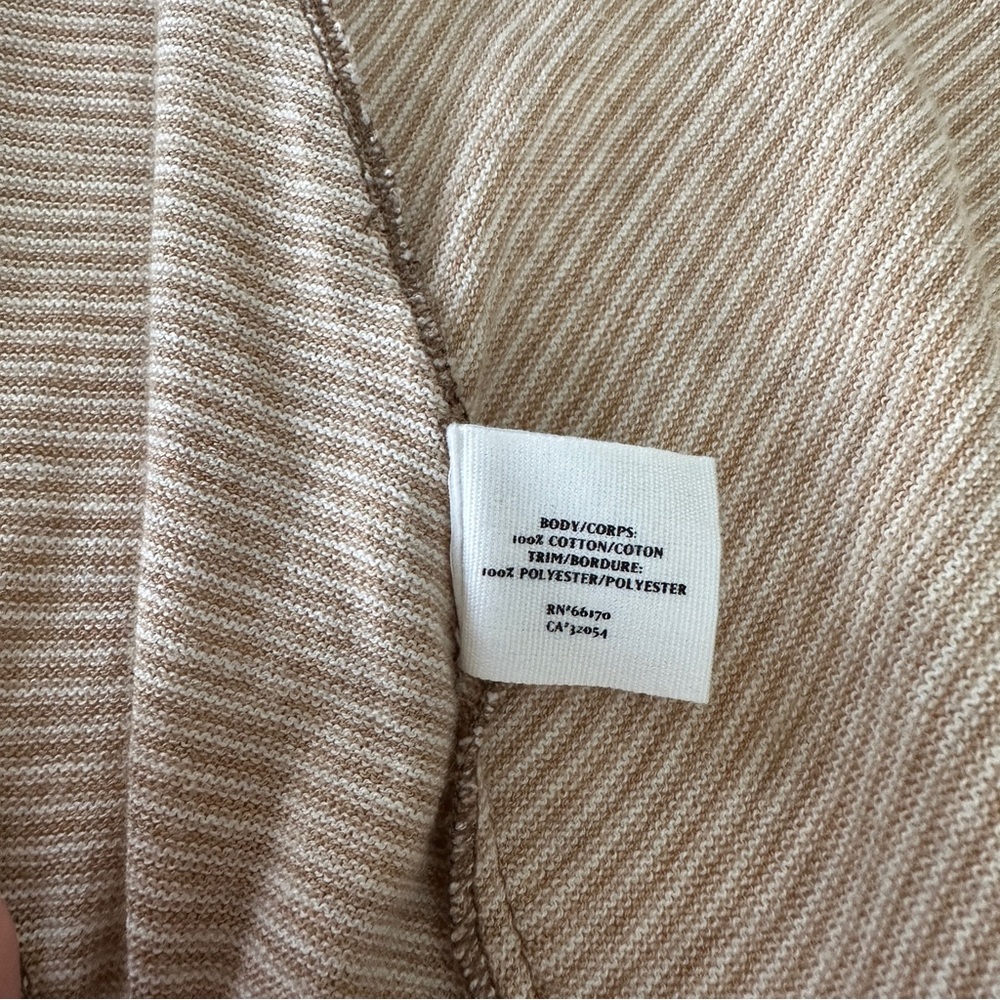 BODY/CORPS:
100% COTTON/COTON
TRIM/BORDURE:
100% POLYESTER/POLYESTER
RN#66170
CA#32054